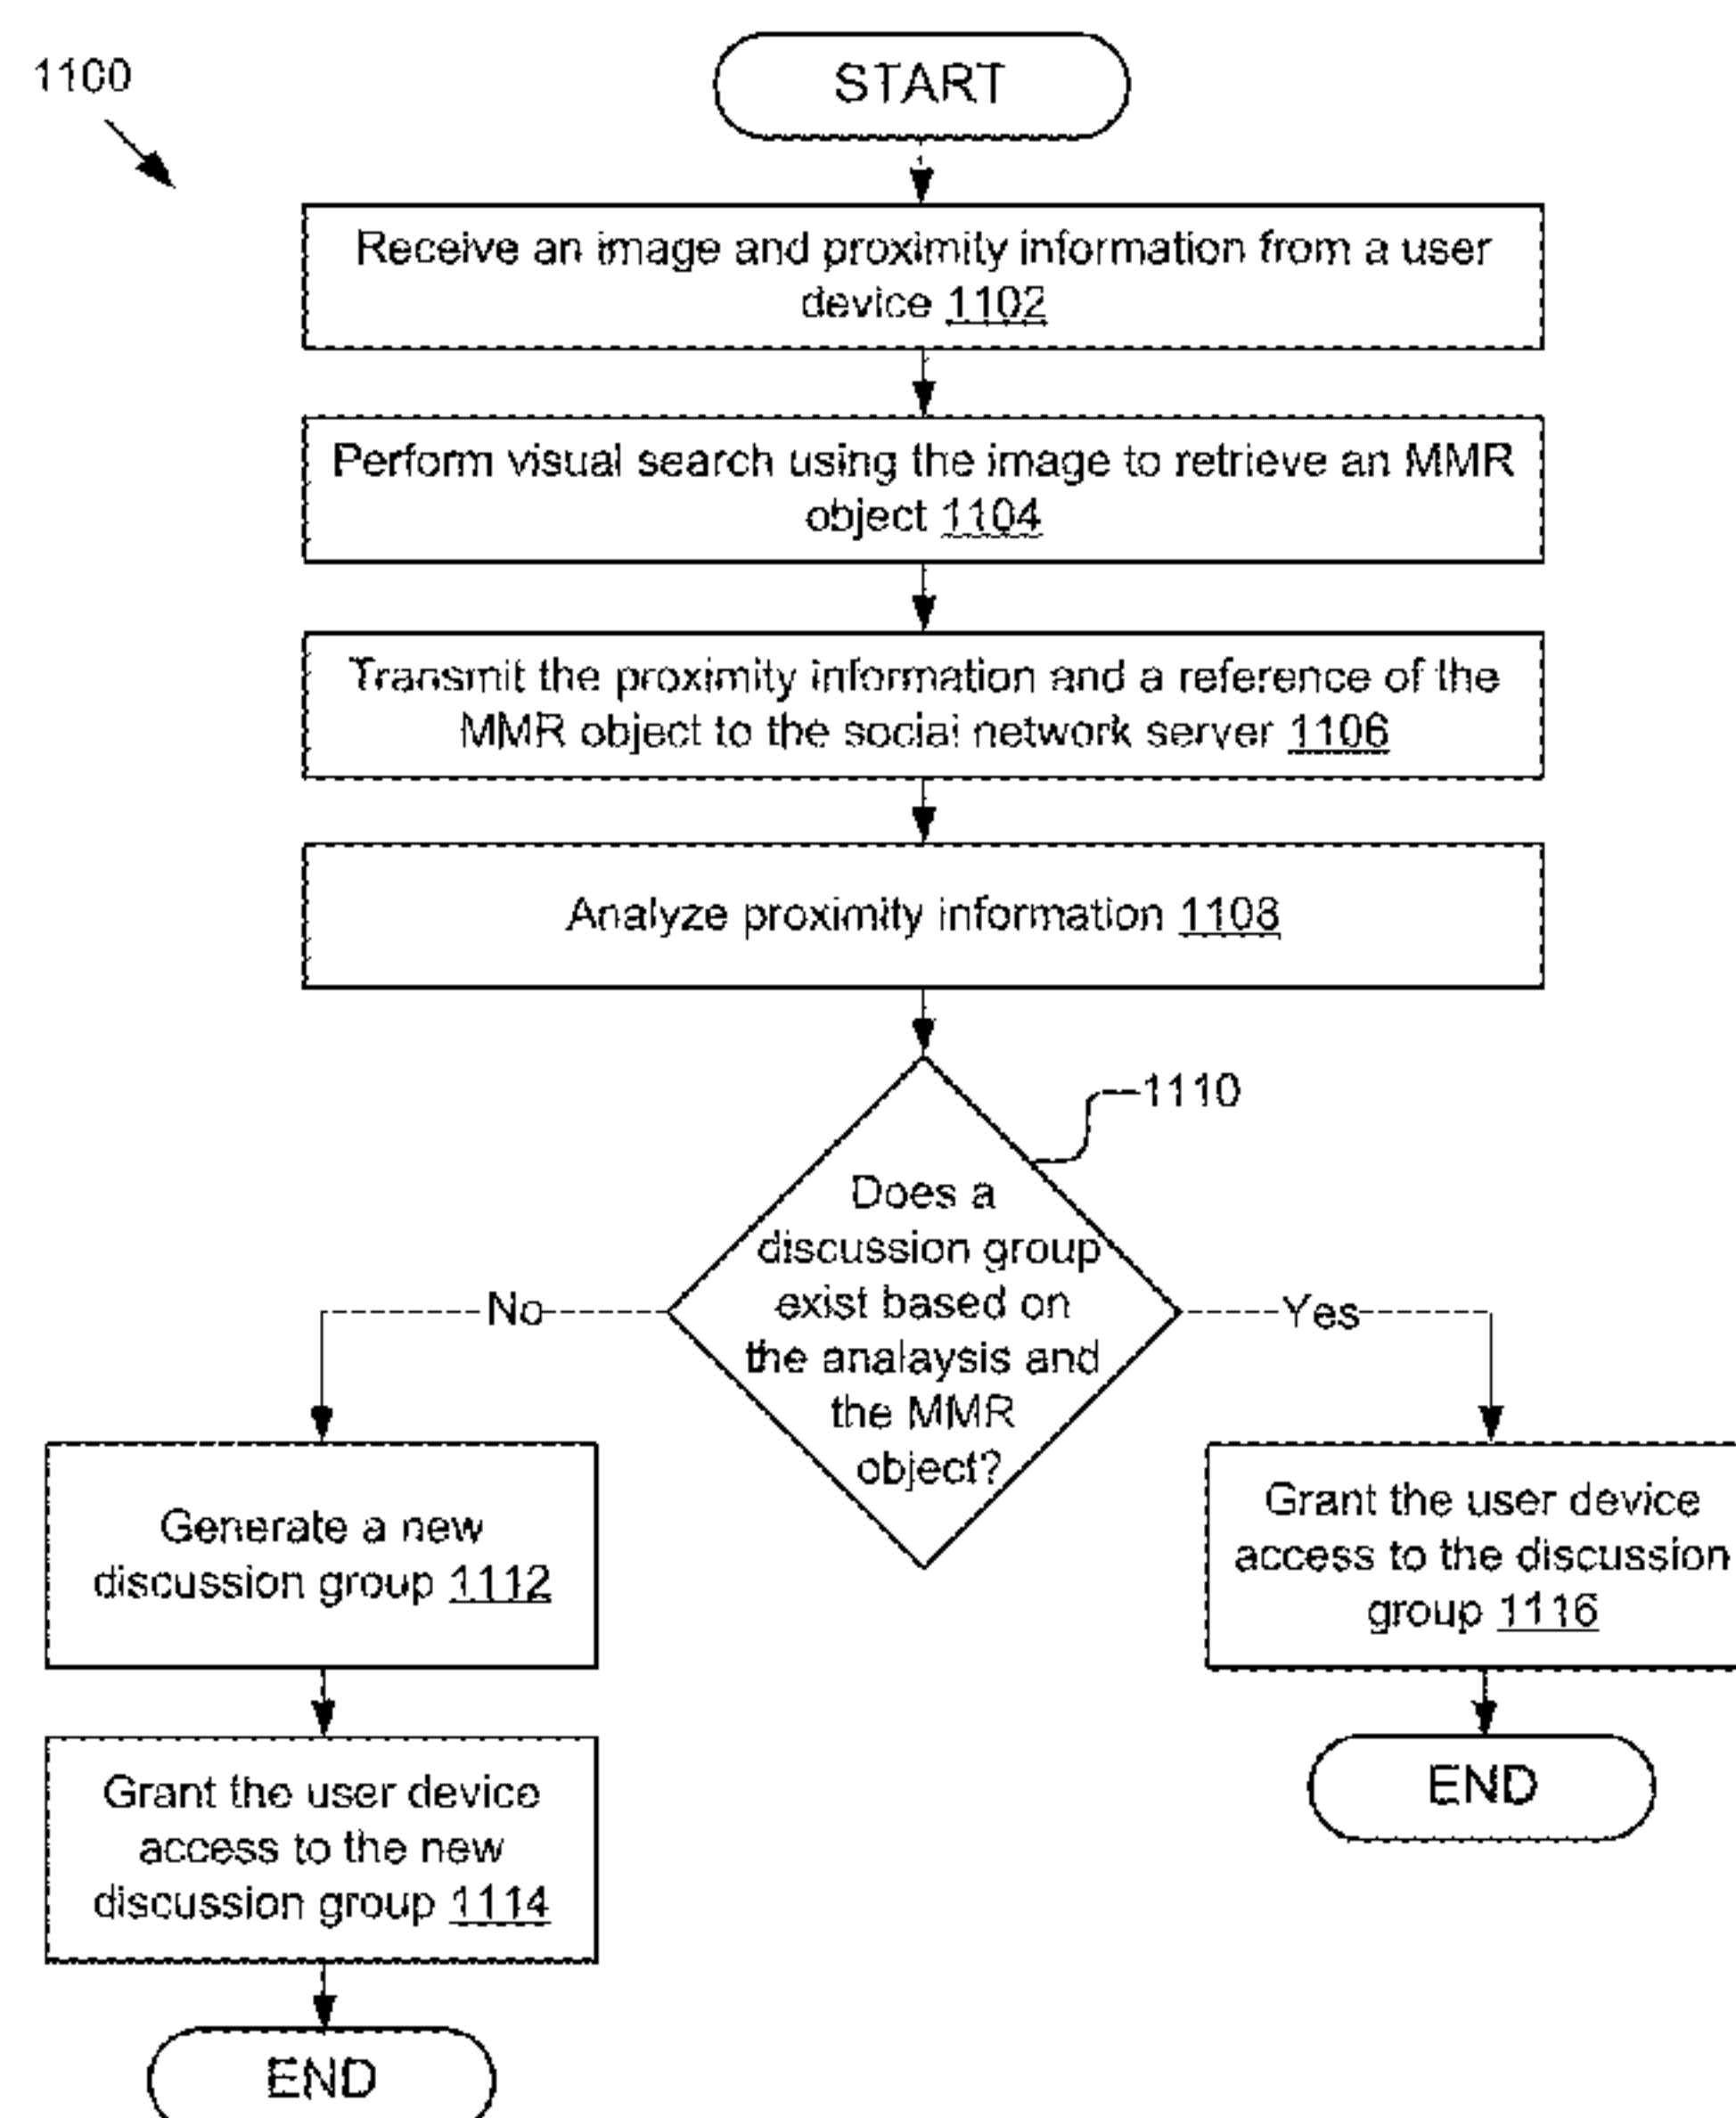 1100
START
Receive an image and proximity information from a user
device 1102
Perform visual search using the image to retrieve an MMR
object 1104
Transmit the proximity information and a reference of the
MMR object to the social network server 1106
Analyze proximity information 1108
1110
Does a
discussion group
exist based on
the analaysis and
the MMR
object?
No
Yes
Generate a new
discussion group 1112
Grant the user device
access to the new
discussion group 1114
END
Grant the user device
access to the discussion
group 1116
END